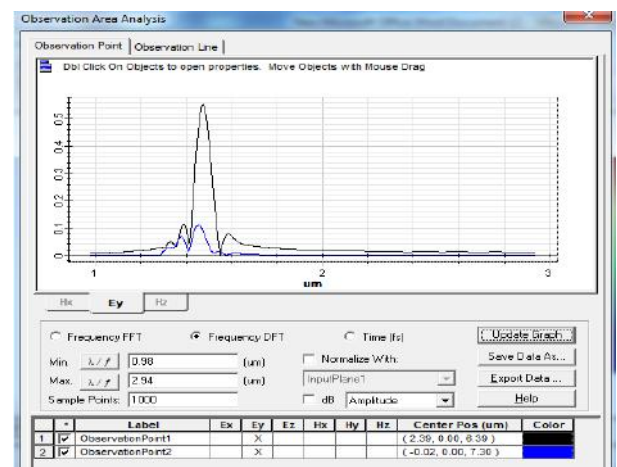 Observation Area Analysis
Observation Point Observation Line
Dbl Click On Objects to open properties. Move Objects with Mouse Drag
0.5
0.4
0.3
0.2
0.1
0
1 2 3
um
Hx Ey Hz
Frequency FFT Frequency DFT Time (fs)
Update Graph
Min. λ / f 0.98 (um) Normalize With: Save Data As...
Max. λ / f 2.94 (um) InputPlane1 Export Data ...
Sample Points: 1000 dB Amplitude Help
* Label Ex Ey Ez Hx Hy Hz Center Pos (um) Color
1 ObservationPoint1 X ( 2.39, 0.00, 6.39 )
2 ObservationPoint2 X ( -0.02, 0.00, 7.30 )